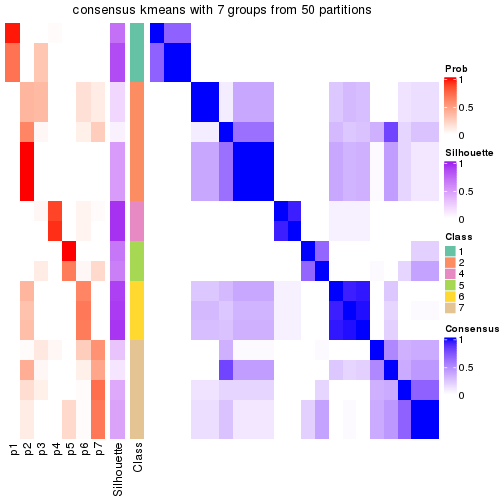 consensus kmeans with 7 groups from 50 partitions
Prob
1
0.5
0
Silhouette
1
0.5
0
Class
1
2
4
5
6
7
Consensus
1
0.5
0
p1
p2
p3
p4
p5
p6
p7
Silhouette
Class